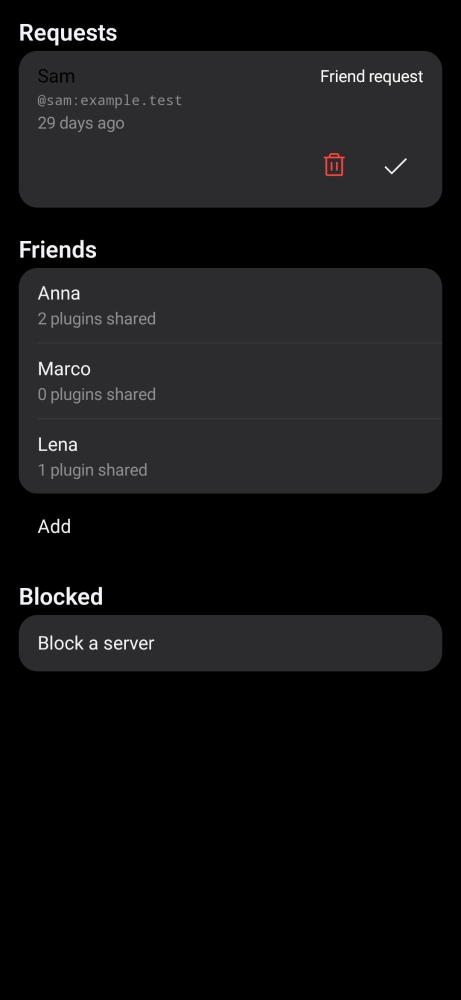 Requests
Sam
Friend request
@sam:example.test
29 days ago
Friends
Anna
2 plugins shared
Marco
0 plugins shared
Lena
1 plugin shared
Add
Blocked
Block a server